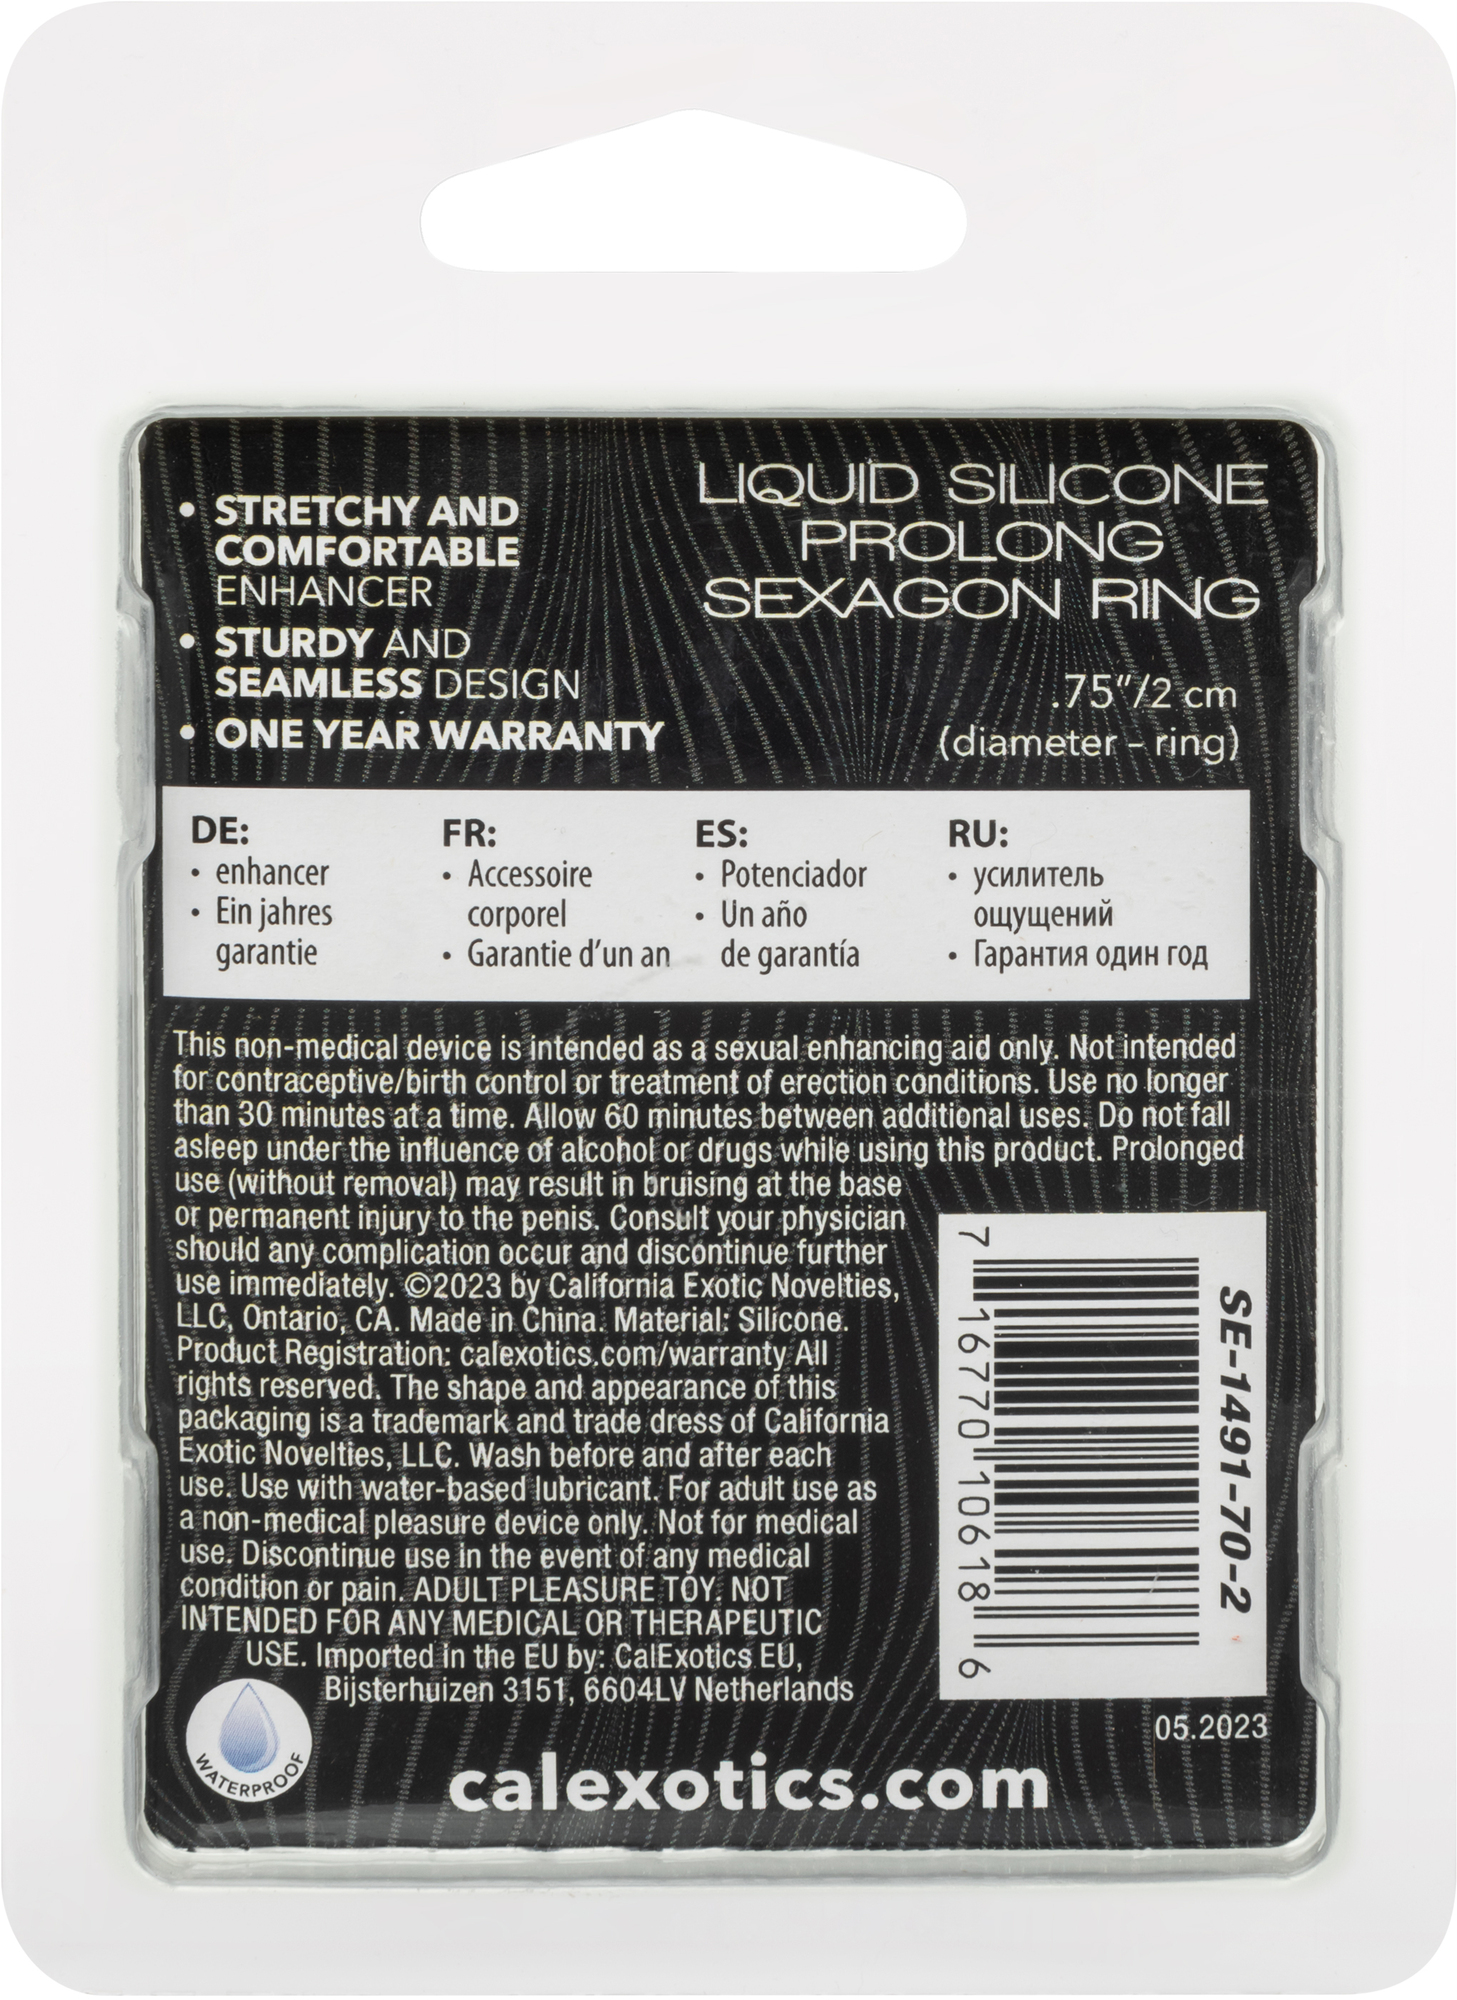 • STRETCHY AND
COMFORTABLE
ENHANCER
• STURDY AND
SEAMLESS DESIGN
• ONE YEAR WARRANTY
LIQUID SILICONE
PROLONG
SEXAGON RING
.75"/2 cm
(diameter - ring)
DE:
• enhancer
• Ein jahres
garantie
FR:
• Accessoire
corporel
• Garantie d'un an
ES:
• Potenciador
• Un año
de garantía
RU:
• усилитель
ощущений
• Гарантия один год
This non-medical device is intended as a sexual enhancing aid only. Not intended
for contraceptive/birth control or treatment of erection conditions. Use no longer
than 30 minutes at a time. Allow 60 minutes between additional uses. Do not fall
asleep under the influence of alcohol or drugs while using this product. Prolonged
use (without removal) may result in bruising at the base
or permanent injury to the penis. Consult your physician
should any complication occur and discontinue further
use immediately. ©2023 by California Exotic Novelties,
LLC, Ontario, CA. Made in China. Material: Silicone.
Product Registration: calexotics.com/warranty All
rights reserved. The shape and appearance of this
packaging is a trademark and trade dress of California
Exotic Novelties, LLC. Wash before and after each
use. Use with water-based lubricant. For adult use as
a non-medical pleasure device only. Not for medical
use. Discontinue use in the event of any medical
condition or pain. ADULT PLEASURE TOY. NOT
INTENDED FOR ANY MEDICAL OR THERAPEUTIC
USE. Imported in the EU by: CalExotics EU,
Bijsterhuizen 3151, 6604LV Netherlands
SE-1491-70-2
7 16770 10618 6
05.2023
WATERPROOF
calexotics.com